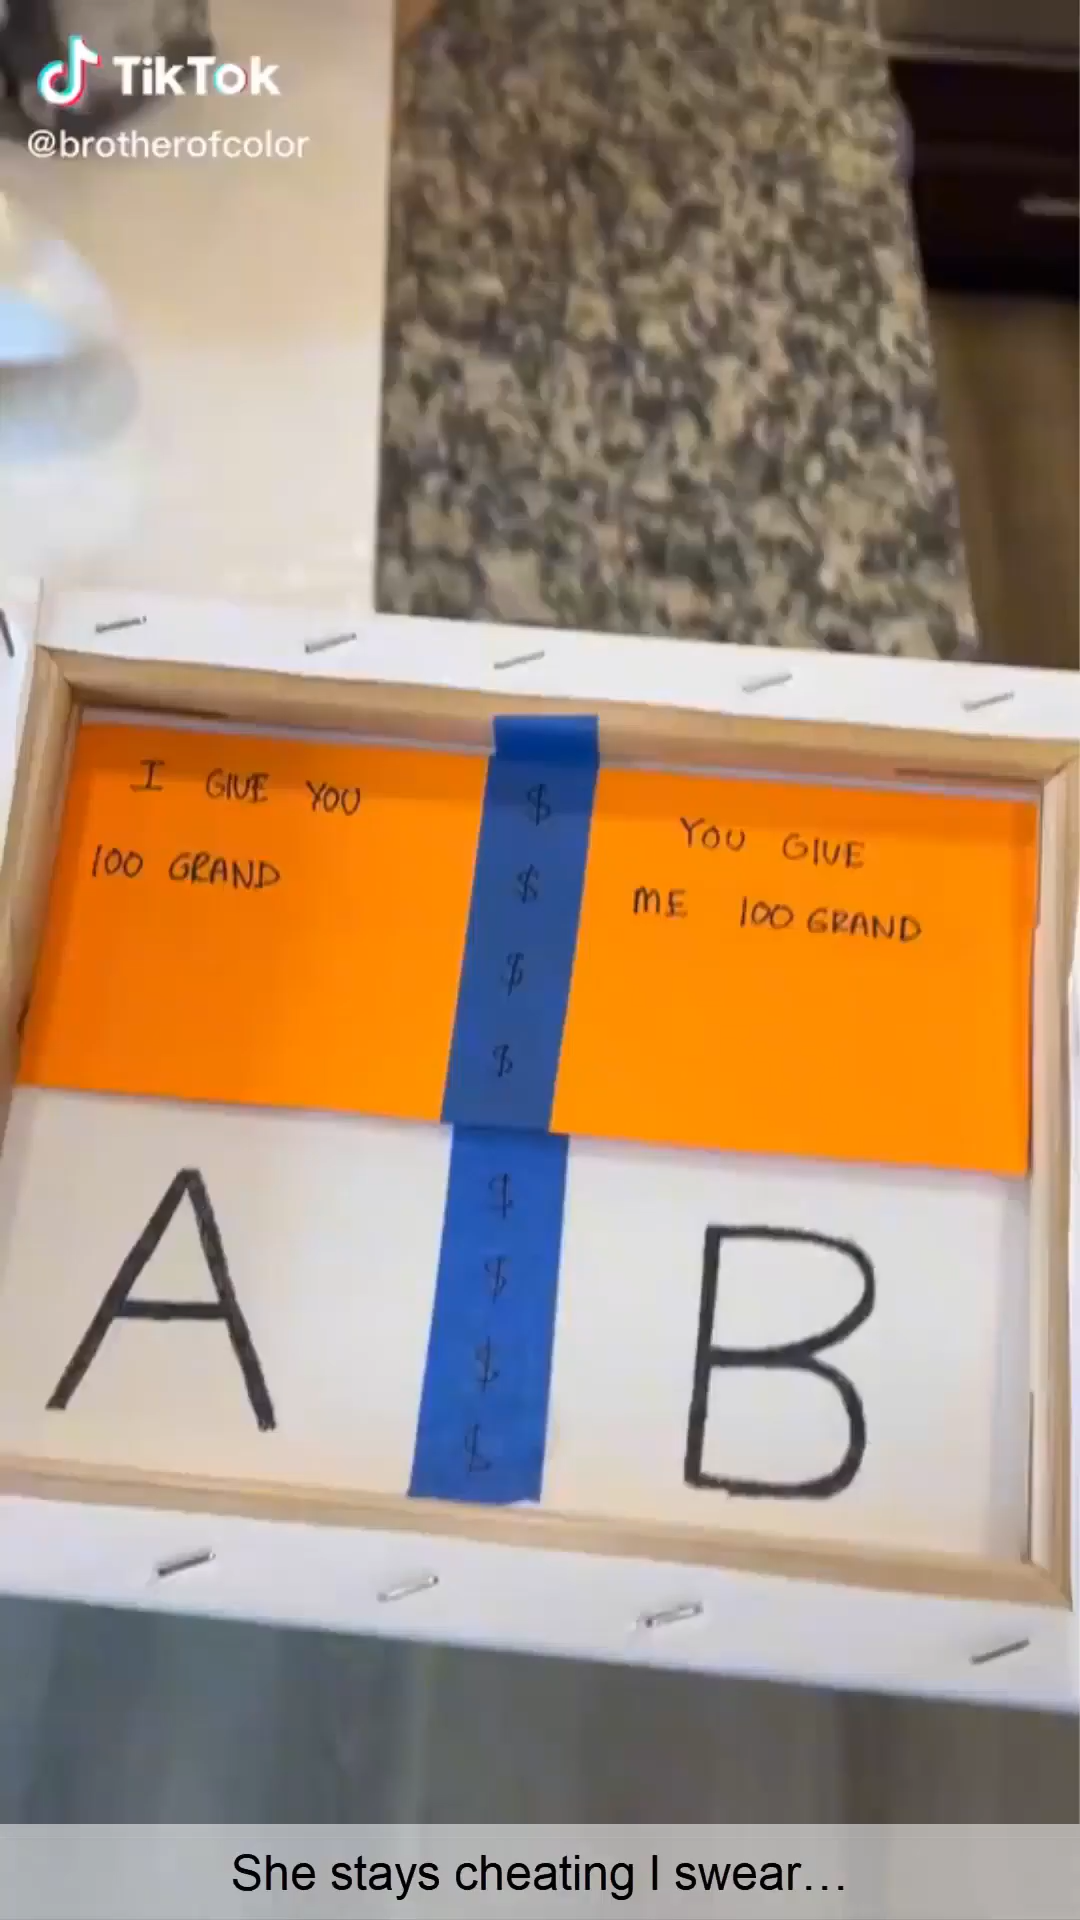 TikTok
@brotherofcolor
I GIVE YOU
100 GRAND
$
$
$
$
YOU GIVE
ME 100 GRAND
$
$
$
$
A
B
She stays cheating I swear...